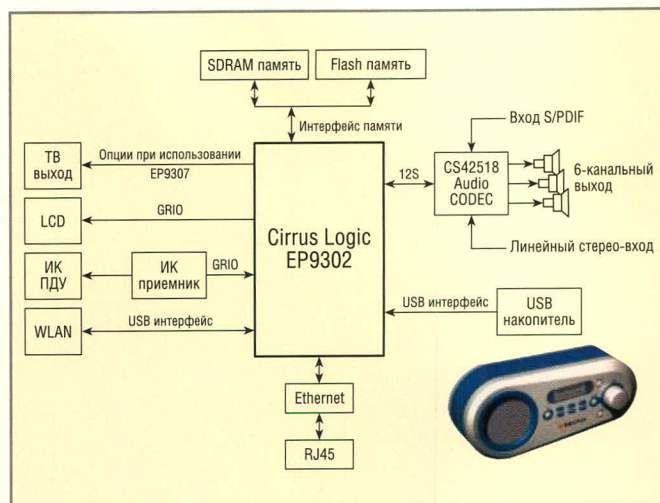 SDRAM память
Flash память
Интерфейс памяти
ТВ
выход
Опции при использовании
EP9307
LCD
GRIO
ИК
ПДУ
ИК
приемник
GRIO
WLAN
USB интерфейс
Cirrus Logic
EP9302
12S
Вход S/PDIF
CS42518
Audio
CODEC
6-канальный
выход
Линейный стерео-вход
USB интерфейс
USB
накопитель
Ethernet
RJ45